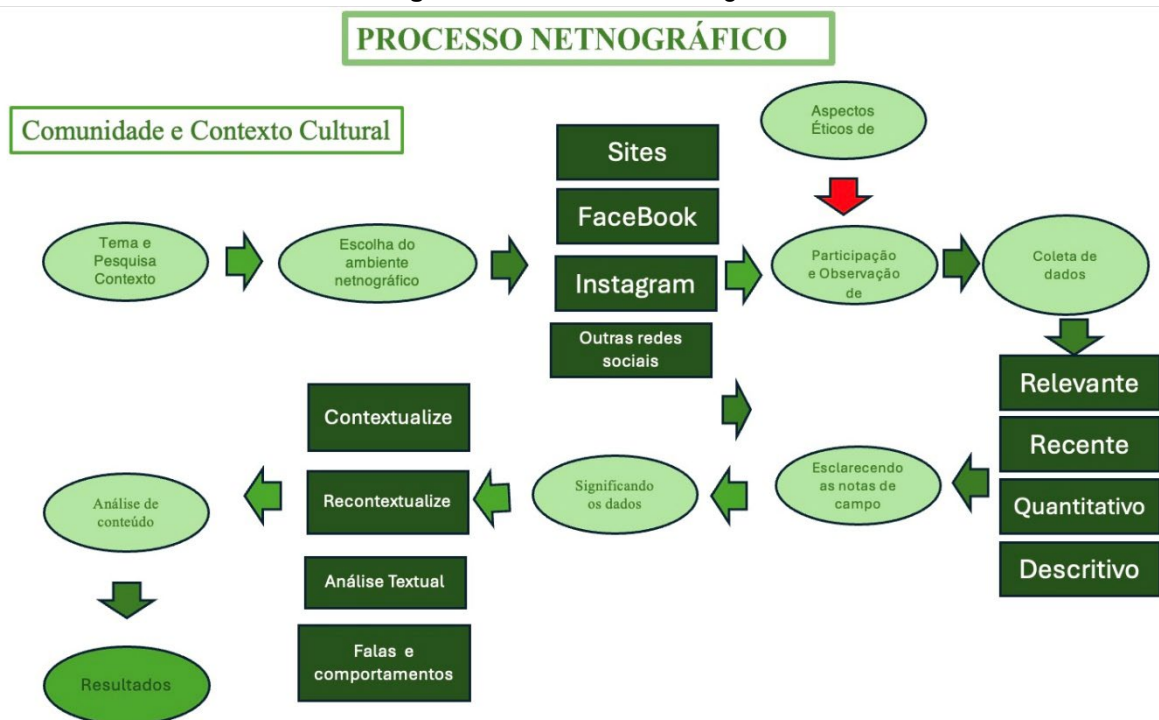 PROCESSO NETNOGRÁFICO
Comunidade e Contexto Cultural
Aspectos
Éticos de
Sites
FaceBook
Instagram
Outras redes
sociais
Tema e
Pesquisa
Contexto
Escolha do
ambiente
netnográfico
Participação
e Observação
de
Coleta de
dados
Relevante
Recente
Quantitativo
Descritivo
Esclarecendo
as notas de
campo
Significando
os dados
Contextualize
Recontextualize
Análise Textual
Falas e
comportamentos
Análise de
conteúdo
Resultados